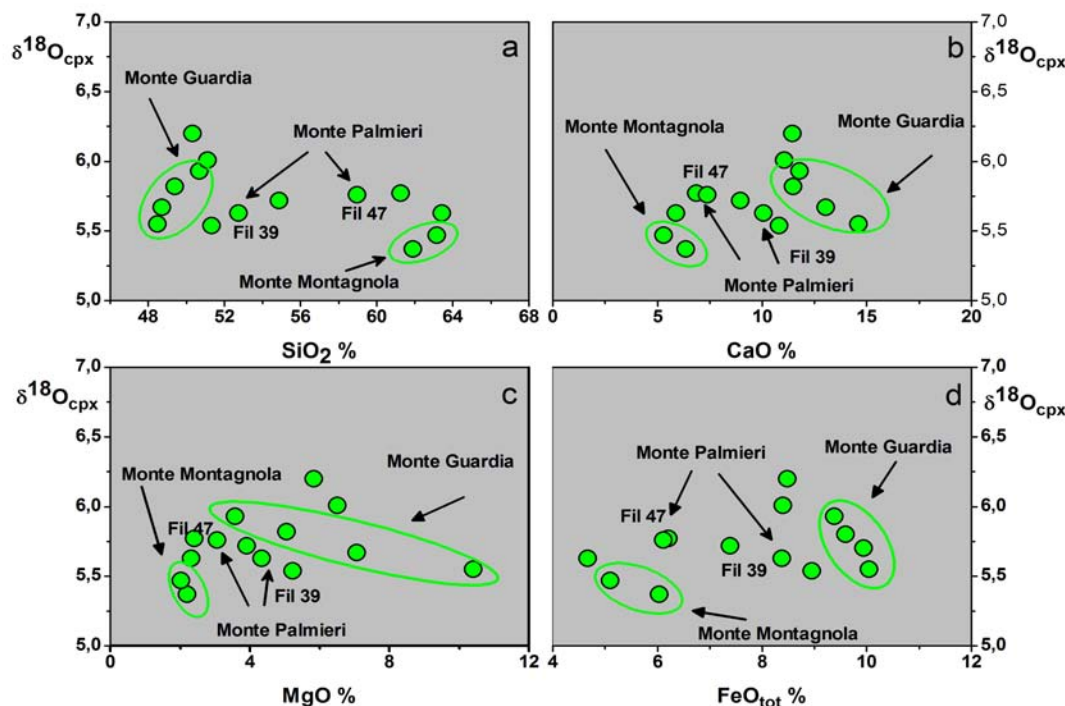 a
7,0
6,5
6,0
5,5
5,0
δ18Ocpx
Monte Guardia
Monte Palmieri
Fil 39
Fil 47
Monte Montagnola
48 52 56 60 64 68
SiO2 %
b
7,0
6,5
6,0
5,5
5,0
δ18Ocpx
Monte Montagnola
Monte Guardia
Fil 47
Fil 39
Monte Palmieri
0 5 10 15 20
CaO %
c
7,0
6,5
6,0
5,5
5,0
δ18Ocpx
Monte Guardia
Monte Montagnola
Fil 47
Fil 39
Monte Palmieri
0 4 8 12
MgO %
d
7,0
6,5
6,0
5,5
5,0
δ18Ocpx
Monte Palmieri
Monte Guardia
Fil 47
Fil 39
Monte Montagnola
4 6 8 10 12
FeOtot %